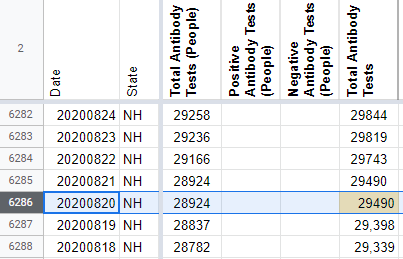 2
Date
State
Total Antibody
Tests (People)
Positive
Antibody Tests
(People)
Negative
Antibody Tests
(People)
Total Antibody
Tests
6282 20200824 NH 29258 29844
6283 20200823 NH 29236 29819
6284 20200822 NH 29166 29743
6285 20200821 NH 28924 29490
6286 20200820 NH 28924 29490
6287 20200819 NH 28837 29,398
6288 20200818 NH 28782 29,339